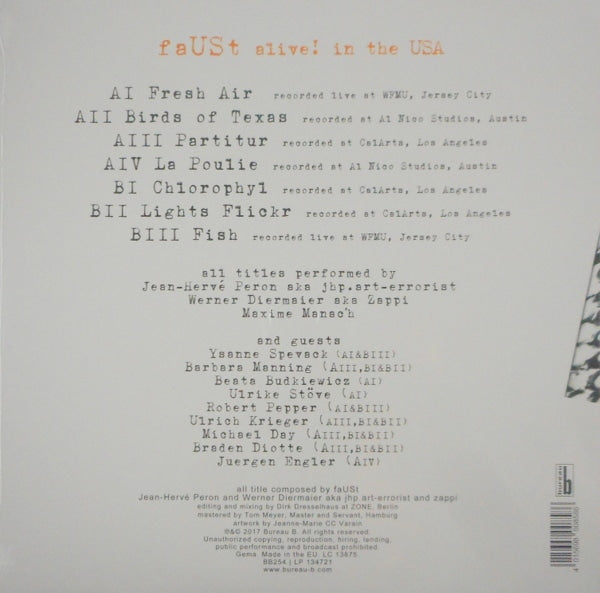 faUSt alive! in the USA
AI Fresh Air recorded live at WFMU, Jersey City
AII Birds of Texas recorded at Al Nico Studios, Austin
AIII Partitur recorded at CalArts, Los Angeles
AIV La Poulie recorded at Al Nico Studios, Austin
BI Chlorophyl recorded at CalArts, Los Angeles
BII Lights Flickr recorded at CalArts, Los Angeles
BIII Fish recorded live at WFMU, Jersey City
all titles performed by
Jean-Hervé Peron aka jhp.art-errorist
Werner Diermaier aka Zappi
Maxime Manac'h
and guests
Ysanne Spevack (AI&BIII)
Barbara Manning (AIII,BI&BII)
Beata Budkiewicz (AI)
Ulrike Stöve (AI)
Robert Pepper (AI&BIII)
Ulrich Krieger (AIII,BI&BII)
Michael Day (AIII,BI&BII)
Braden Diotte (AIII,BI&BII)
Juergen Engler (AIV)
all title composed by faUSt
Jean-Hervé Peron and Werner Diermaier aka jhp.art-errorist and zappi
editing and mixing by Dirk Dresselhaus at ZONE, Berlin
mastered by Tom Meyer, Master and Servant, Hamburg
artwork by Jeanne-Marie CC Varain
℗&© 2017 Bureau B. All rights reserved.
Unauthorized copying, reproduction, hiring, lending,
public performance and broadcast prohibited.
Gema. Made in the EU. LC 13875
BB254 | LP 134721
www.bureau-b.com
bureau b